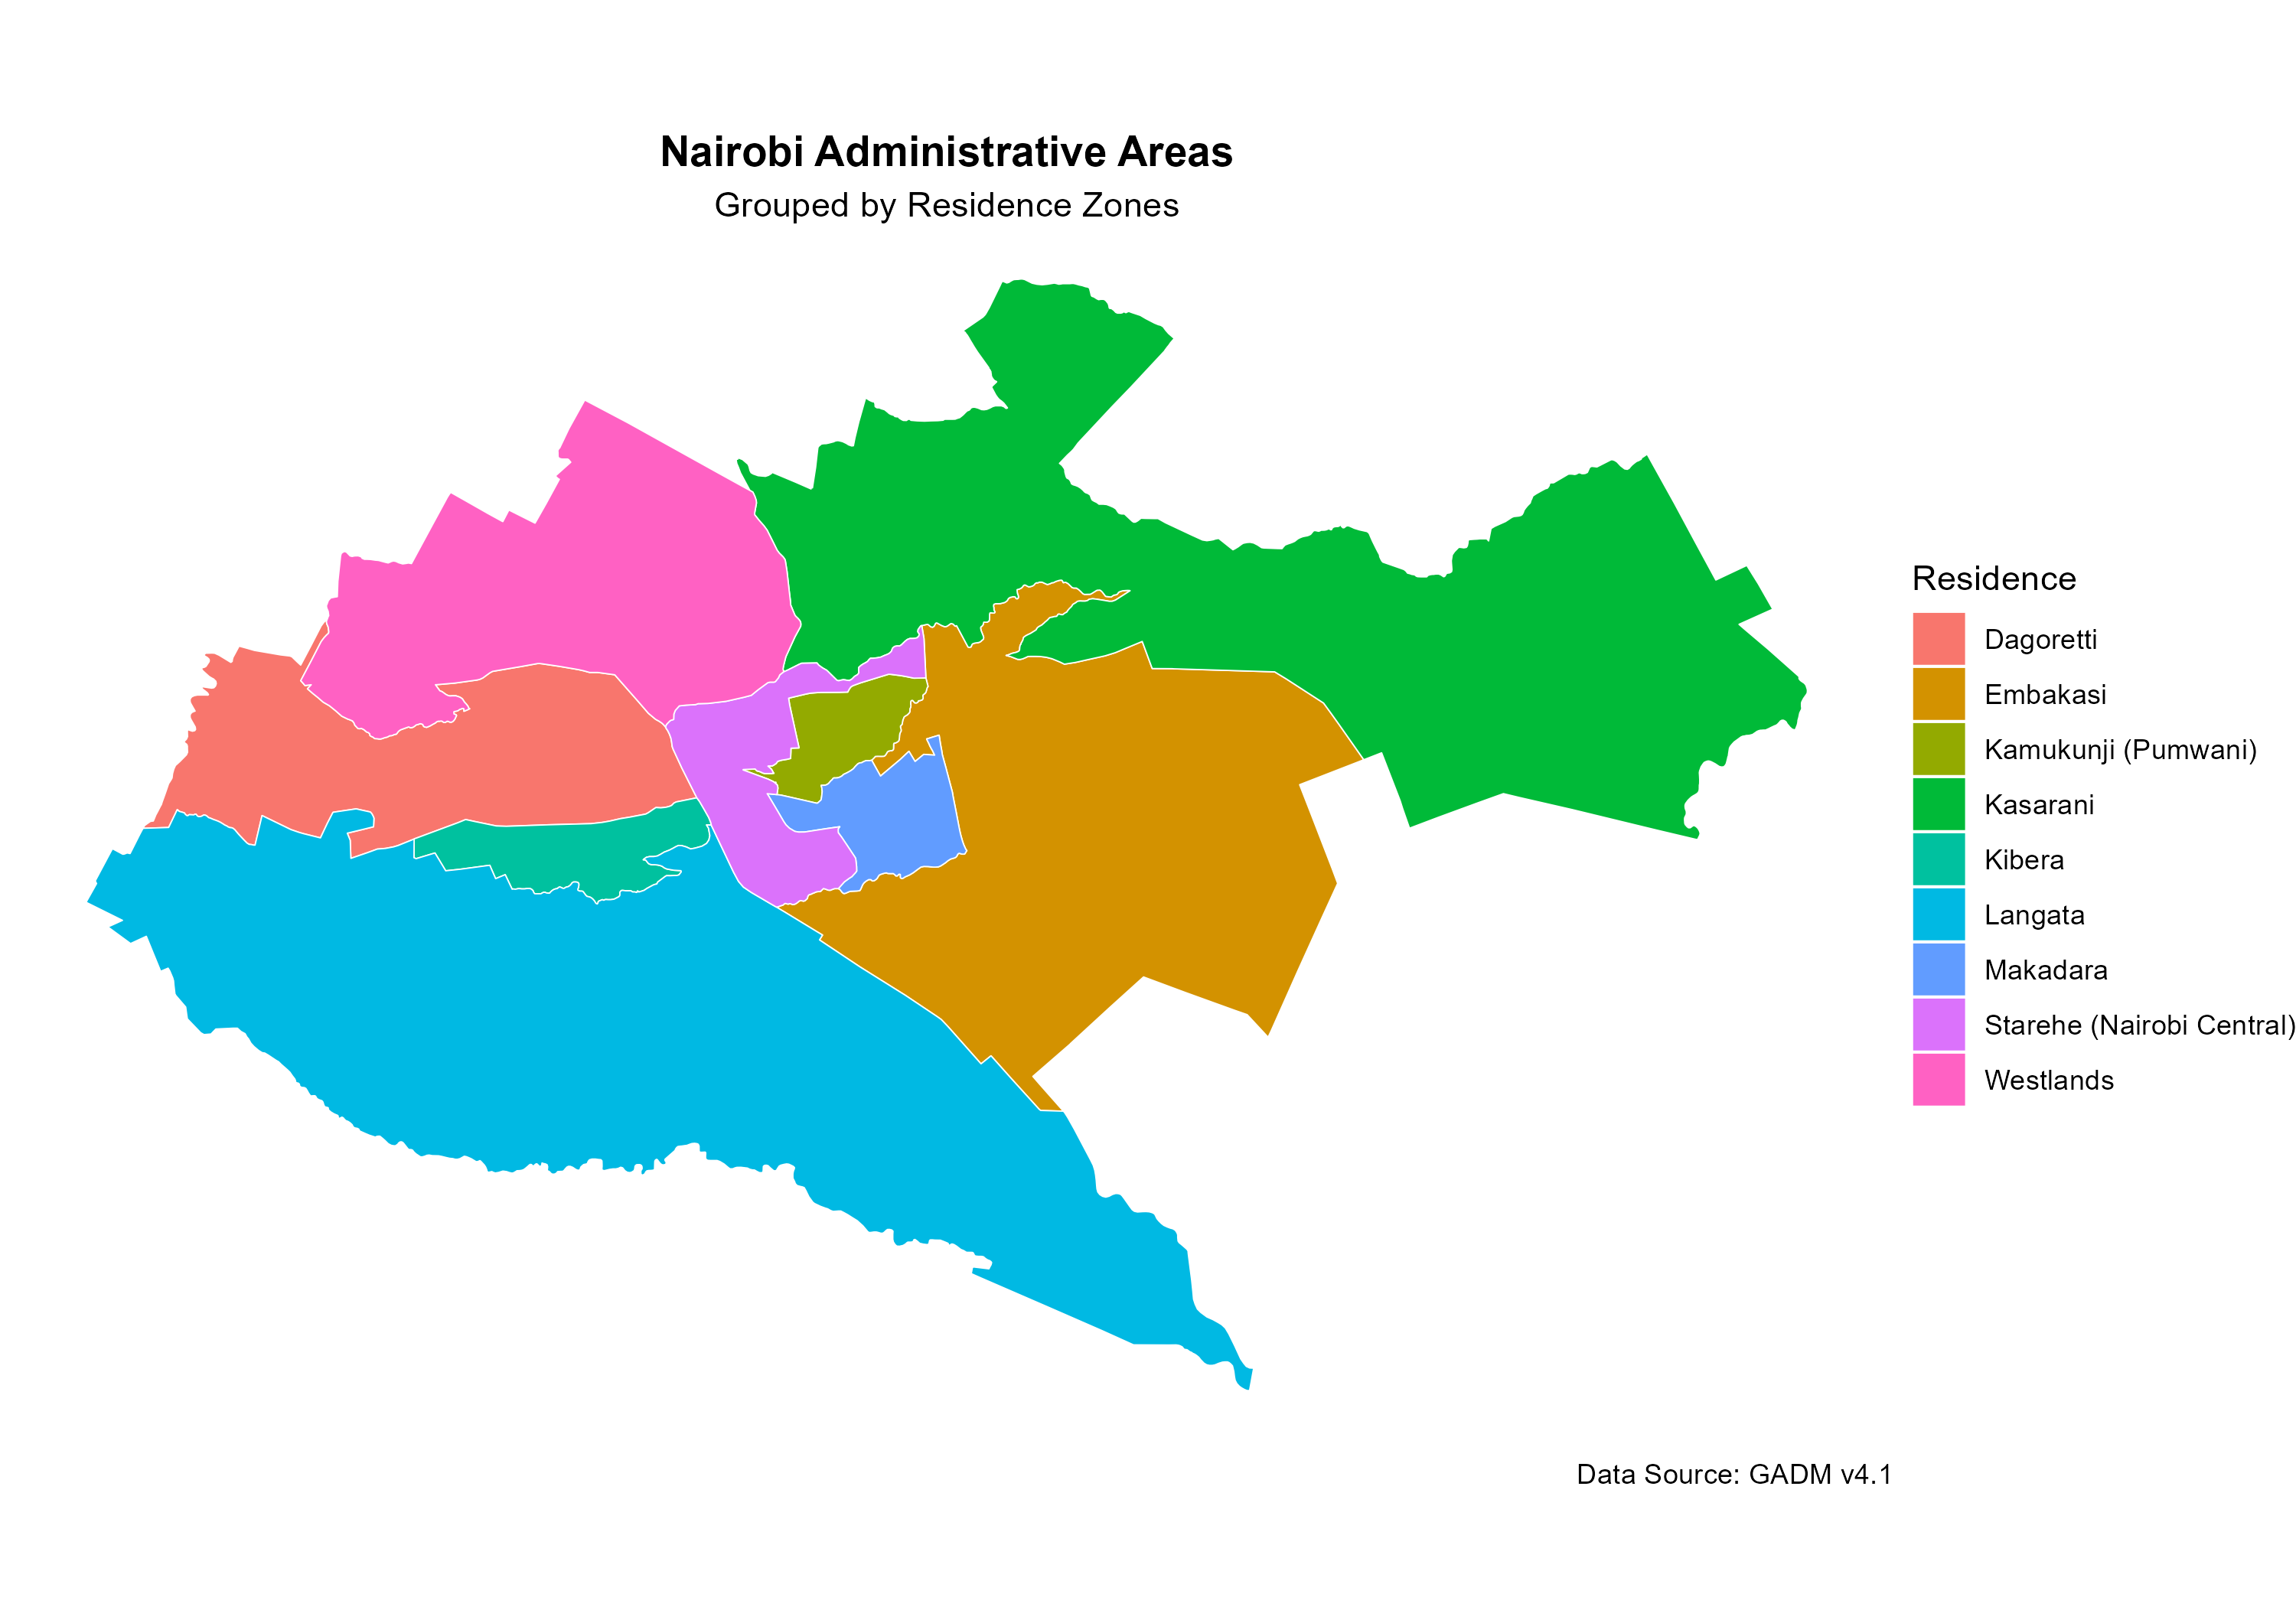 Nairobi Administrative Areas
Grouped by Residence Zones
Residence
Dagoretti
Embakasi
Kamukunji (Pumwani)
Kasarani
Kibera
Langata
Makadara
Starehe (Nairobi Central)
Westlands
Data Source: GADM v4.1